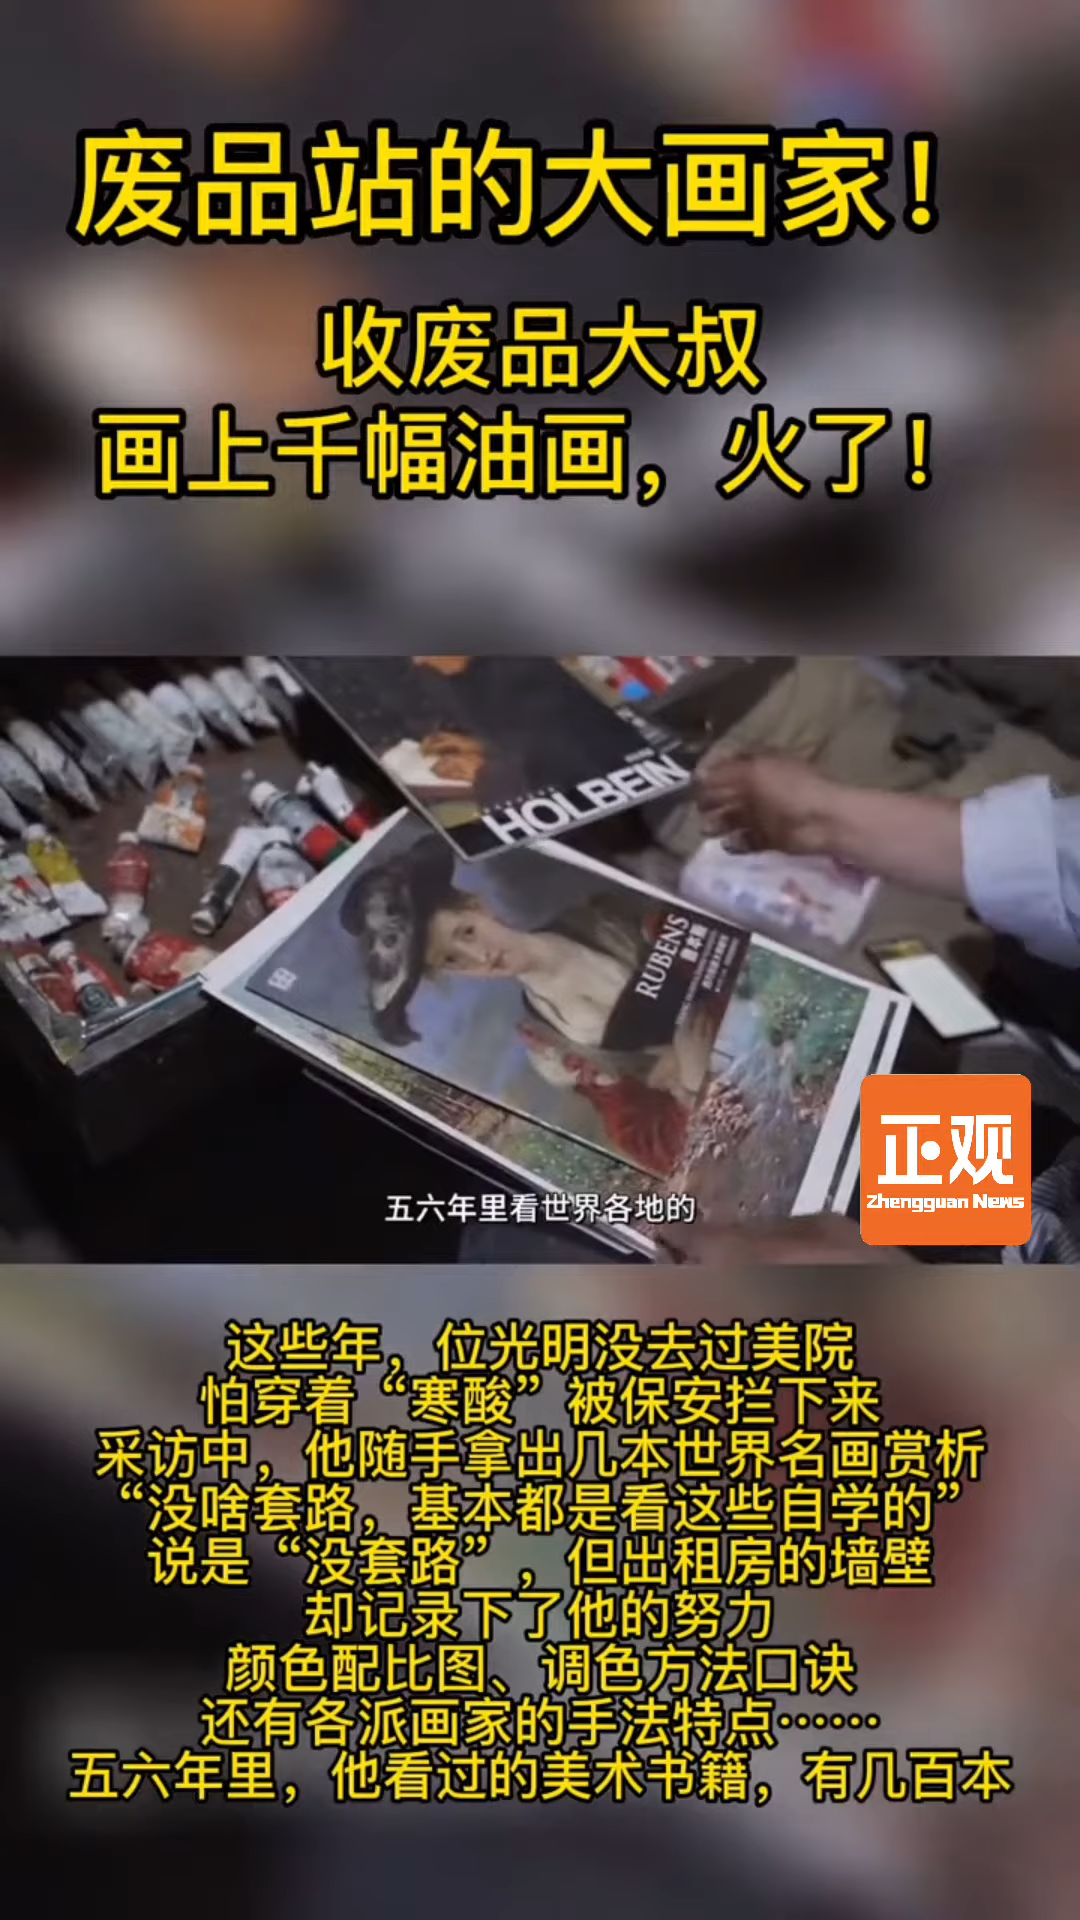 废品站的大画家！
收废品大叔
画上千幅油画，火了！
HOLBEIN
RUBENS
鲁本斯
五六年里看世界各地的
正观
Zhengguan News
这些年，位光明没去过美院
怕穿着“寒酸”被保安拦下来
采访中，他随手拿出几本世界名画赏析
“没啥套路，基本都是看这些自学的”
说是“没套路”，但出租房的墙壁
却记录下了他的努力
颜色配比图、调色方法口诀
还有各派画家的手法特点……
五六年里，他看过的美术书籍，有几百本